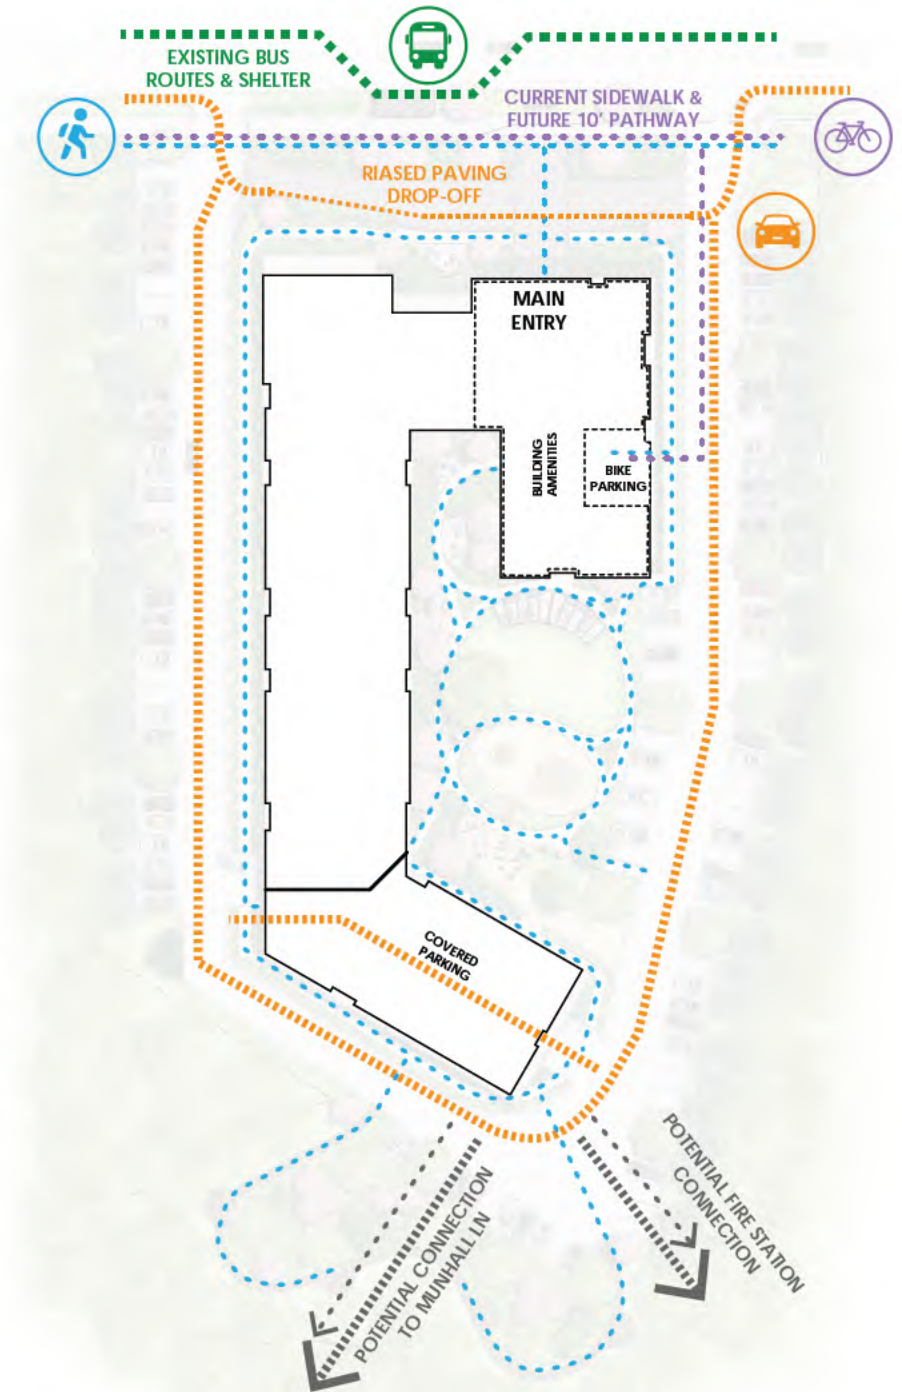 EXISTING BUS
ROUTES & SHELTER
CURRENT SIDEWALK &
FUTURE 10' PATHWAY
RIASED PAVING
DROP-OFF
MAIN
ENTRY
BUILDING
AMENITIES
BIKE
PARKING
COVERED
PARKING
POTENTIAL FIRE STATION
CONNECTION
POTENTIAL CONNECTION
TO MUNHALL LN